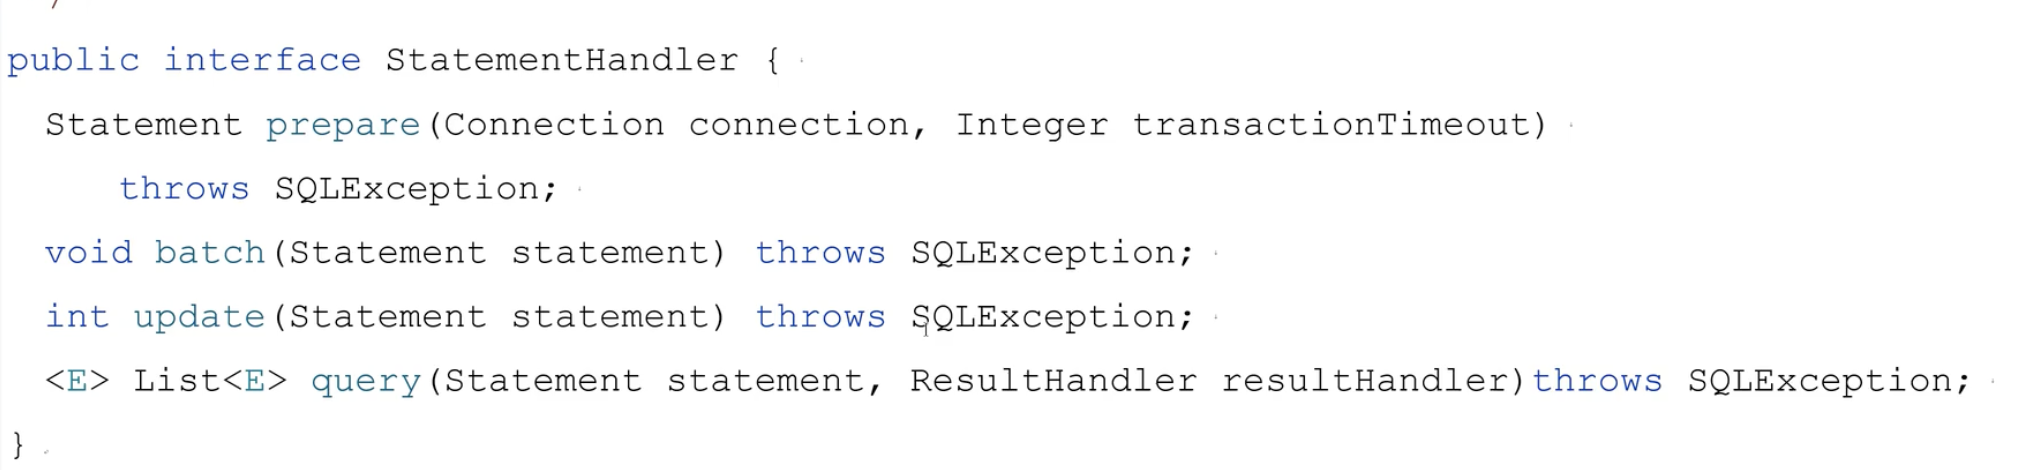 /
public interface StatementHandler {
  Statement prepare(Connection connection, Integer transactionTimeout)
      throws SQLException;
  void batch(Statement statement) throws SQLException;
  int update(Statement statement) throws SQLException;
  <E> List<E> query(Statement statement, ResultHandler resultHandler)throws SQLException;
}